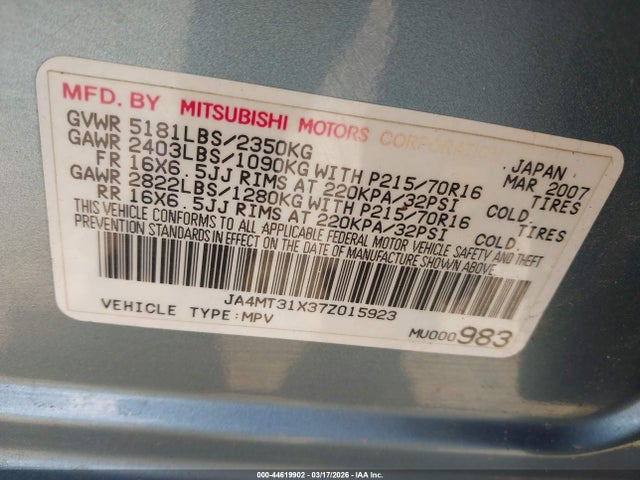 MFD. BY MITSUBISHI MOTORS CORPORATION JAPAN
GVWR 5181LBS/2350KG MAR 2007
GAWR 2403LBS/1090KG WITH P215/70R16 TIRES
FR 16X6.5JJ RIMS AT 220KPA/32PSI COLD.
GAWR 2822LBS/1280KG WITH P215/70R16 TIRES
RR 16X6.5JJ RIMS AT 220KPA/32PSI COLD.
THIS VEHICLE CONFORMS TO ALL APPLICABLE FEDERAL MOTOR VEHICLE SAFETY AND THEFT
PREVENTION STANDARDS IN EFFECT ON THE DATE OF MANUFACTURE SHOWN ABOVE.
JA4MT31X37Z015923
VEHICLE TYPE:MPV MU000983
000-44619902 - 03/17/2026 - IAA Inc.